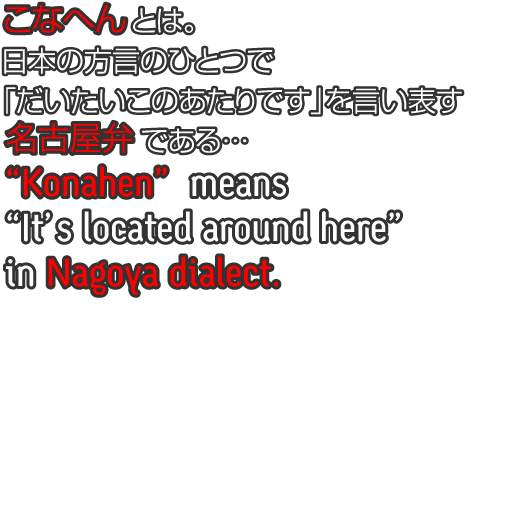 こなへんとは。
日本の方言のひとつで
「だいたいこのあたりです」を言い表す
名古屋弁である…
“Konahen” means
“It’s located around here”
in Nagoya dialect.